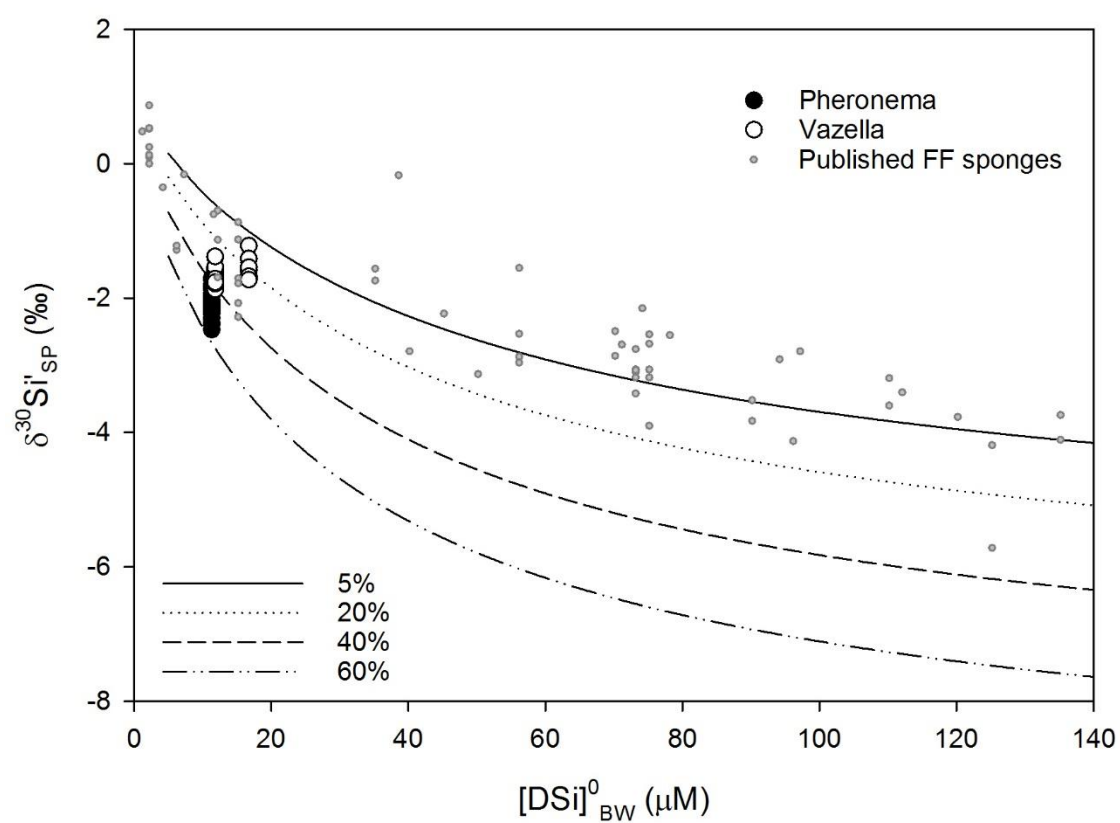 2
0
-2
-4
-6
-8
δ³⁰Si'SP (‰)
Pheronema
Vazella
Published FF sponges
5%
20%
40%
60%
0 20 40 60 80 100 120 140
[DSi]⁰BW (μM)